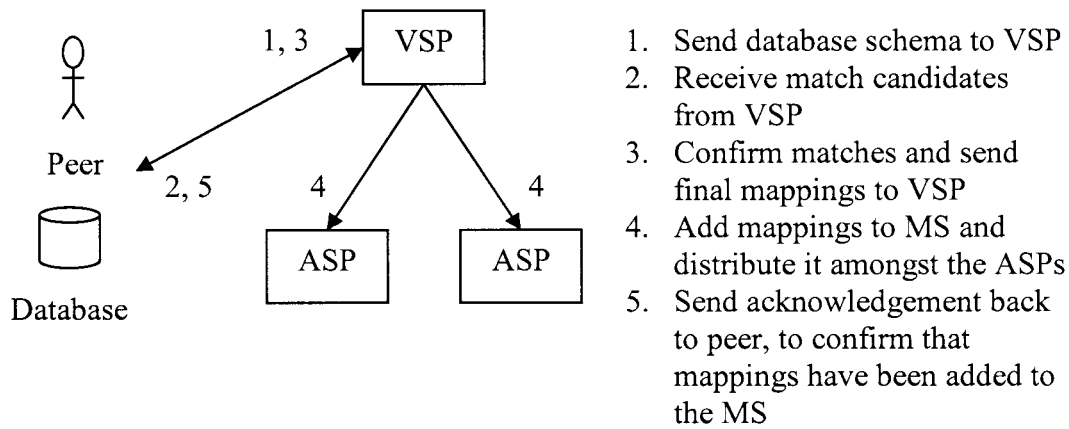 1, 3
VSP
Peer
2, 5
4
4
ASP
ASP
Database
1. Send database schema to VSP
2. Receive match candidates
from VSP
3. Confirm matches and send
final mappings to VSP
4. Add mappings to MS and
distribute it amongst the ASPs
5. Send acknowledgement back
to peer, to confirm that
mappings have been added to
the MS